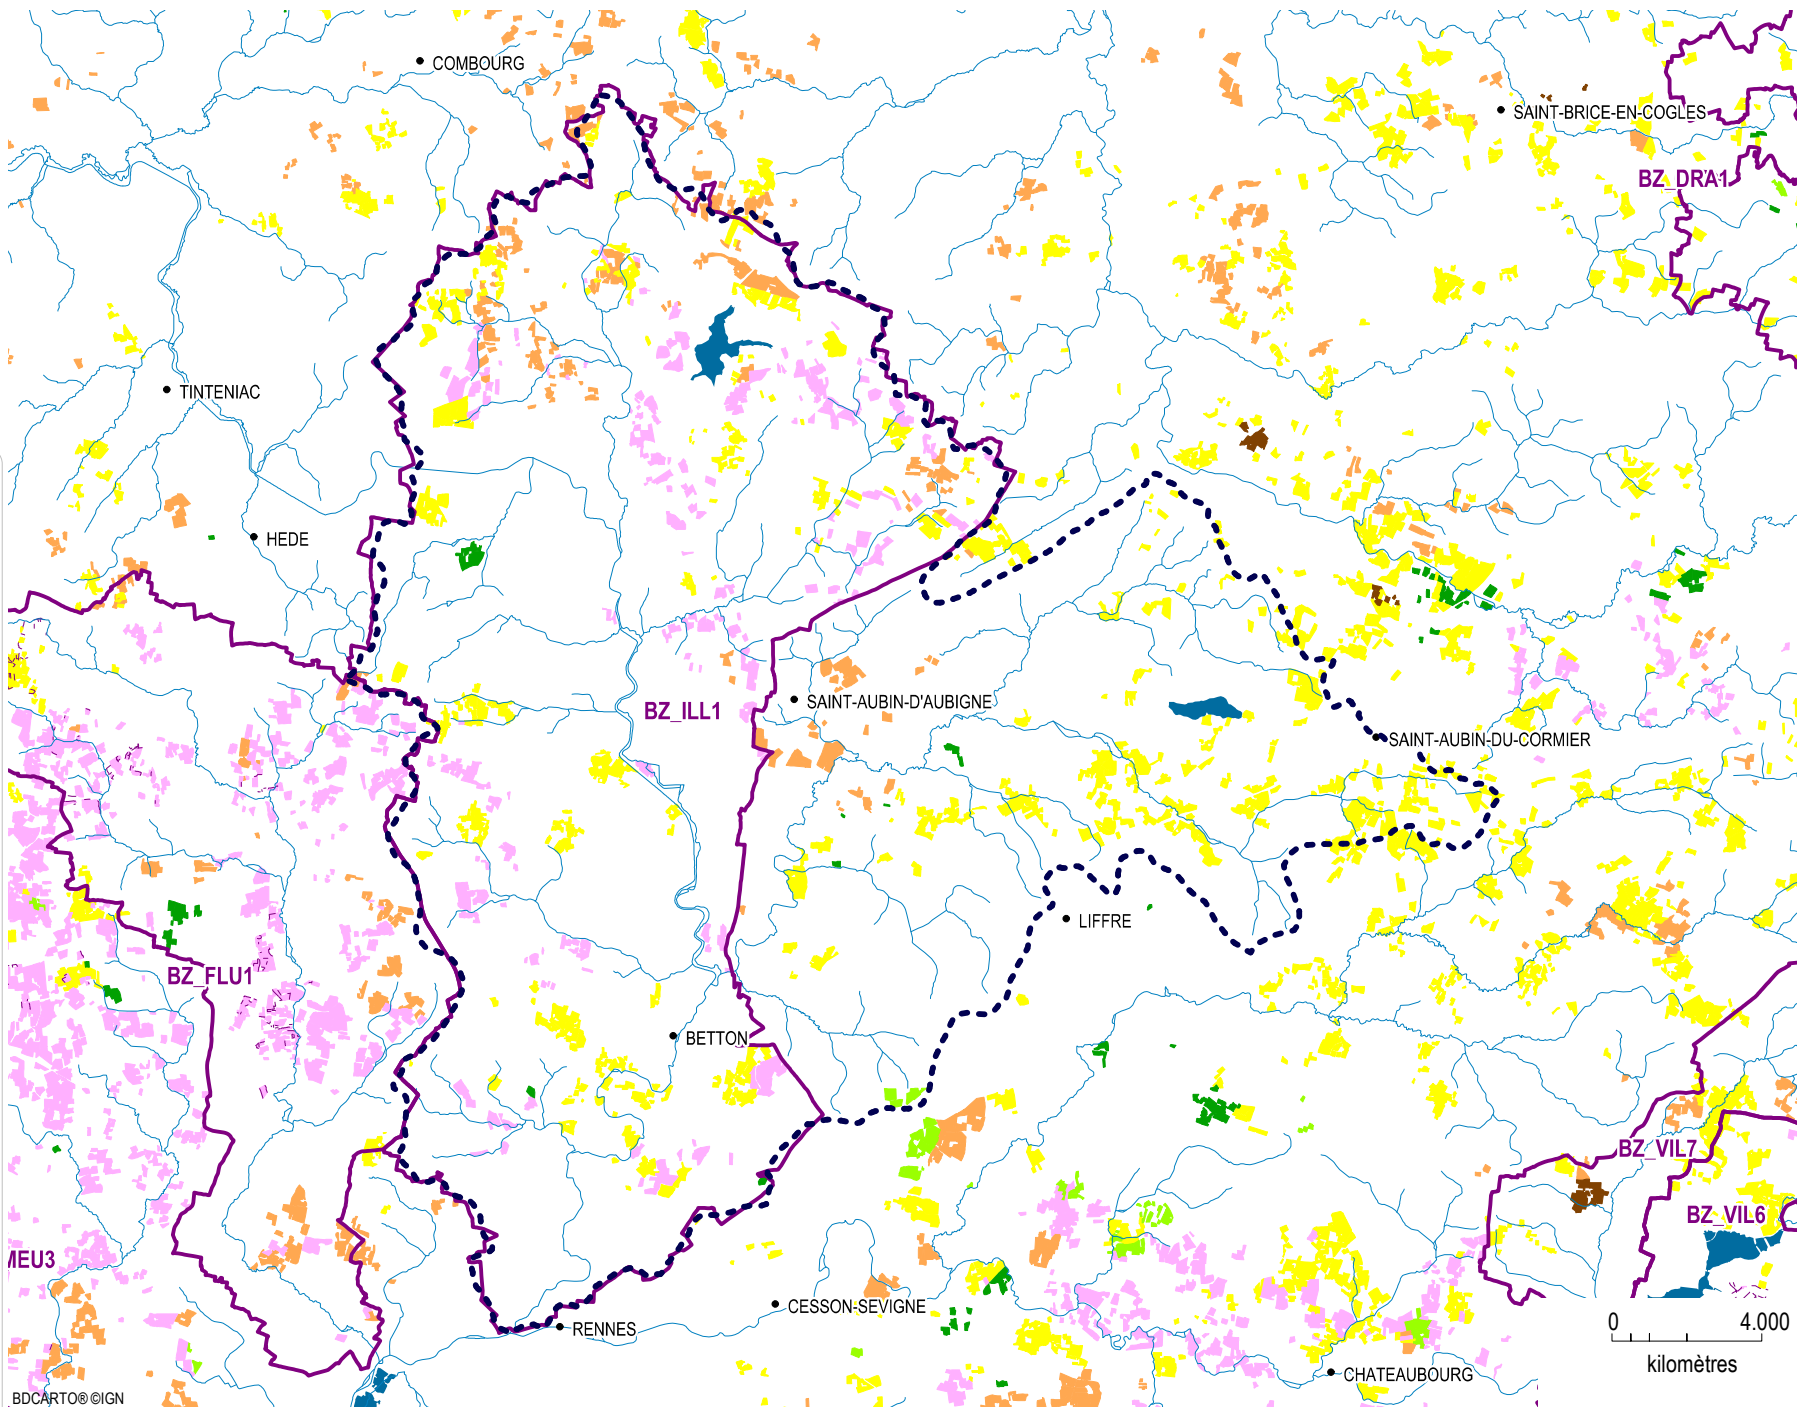 COMBOURG
SAINT-BRICE-EN-COGLES
BZ_DRA1
TINTENIAC
HEDE
BZ_ILL1
SAINT-AUBIN-D'AUBIGNE
SAINT-AUBIN-DU-CORMIER
LIFFRE
BZ_FLU1
BETTON
BZ_VIL7
BZ_VIL6
MEU3
CESSON-SEVIGNE
RENNES
0 4.000
kilomètres
CHATEAUBOURG
BDCARTO® ©IGN